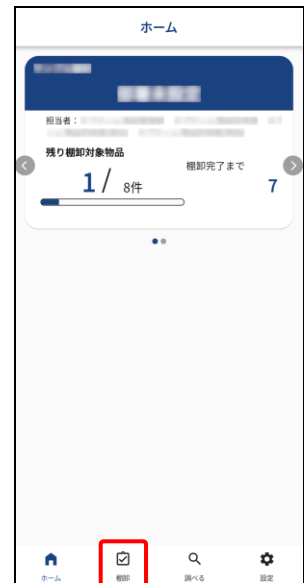 ホーム
担当者：
残り棚卸対象物品
棚卸完了まで
1 / 8件
7
ホーム
棚卸
調べる
設定